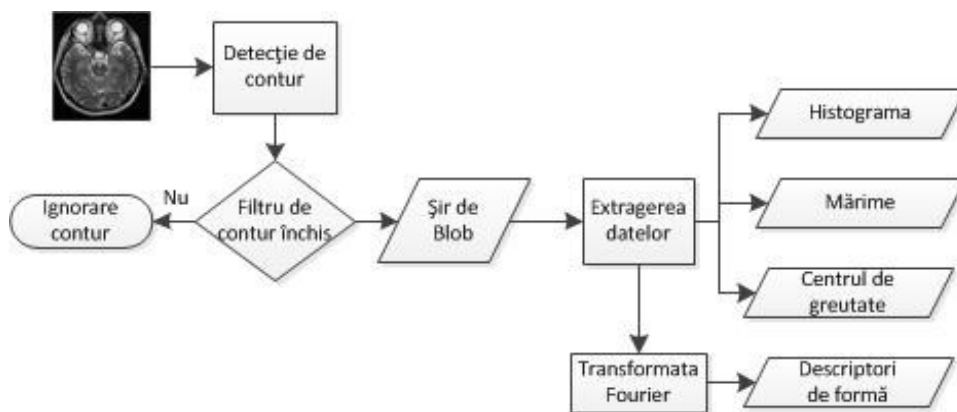 Detecţie de
contur
Histograma
Nu
Ignorare
contur
Filtru de
contur închis
Şir de
Blob
Extragerea
datelor
Mărime
Centrul de
greutate
Transformata
Fourier
Descriptori
de formă